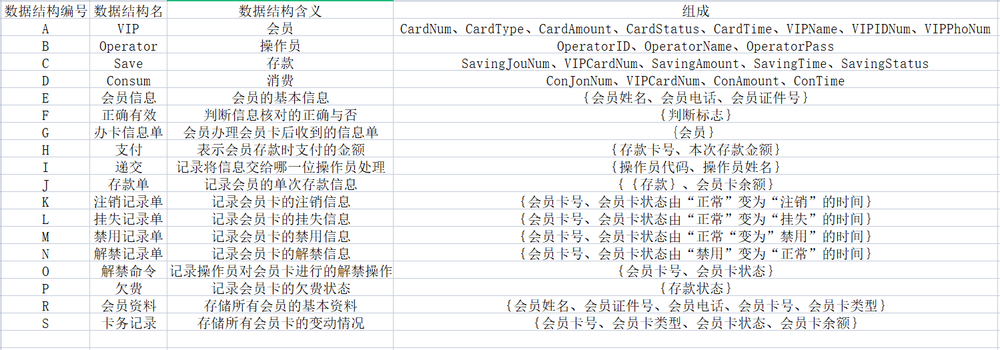 数据结构编号 数据结构名 数据结构含义 组成
A VIP 会员 CardNum、CardType、CardAmount、CardStatus、CardTime、VIPName、VIPIDNum、VIPPhoNum
B Operator 操作员 OperatorID、OperatorName、OperatorPass
C Save 存款 SavingJouNum、VIPCardNum、SavingAmount、SavingTime、SavingStatus
D Consum 消费 ConJonNum、VIPCardNum、ConAmount、ConTime
E 会员信息 会员的基本信息 {会员姓名、会员电话、会员证件号}
F 正确有效 判断信息核对的正确与否 {判断标志}
G 办卡信息单 会员办理会员卡后收到的信息单 {会员}
H 支付 表示会员存款时支付的金额 {存款卡号、本次存款金额}
I 递交 记录将信息交给哪一位操作员处理 {操作员代码、操作员姓名}
J 存款单 记录会员的单次存款信息 {{存款}、会员卡余额}
K 注销记录单 记录会员卡的注销信息 {会员卡号、会员卡状态由“正常”变为“注销”的时间}
L 挂失记录单 记录会员卡的挂失信息 {会员卡号、会员卡状态由“正常”变为“挂失”的时间}
M 禁用记录单 记录会员卡的禁用信息 {会员卡号、会员卡状态由“正常“变为”禁用”的时间}
N 解禁记录单 记录会员卡的解禁信息 {会员卡号、会员卡状态由“禁用”变为“正常”的时间}
O 解禁命令 记录操作员对会员卡进行的解禁操作 {会员卡号、会员卡状态}
P 欠费 记录会员卡的欠费状态 {存款状态}
R 会员资料 存储所有会员的基本资料 {会员姓名、会员证件号、会员电话、会员卡号、会员卡类型}
S 卡务记录 存储所有会员卡的变动情况 {会员卡号、会员卡类型、会员卡状态、会员卡余额}